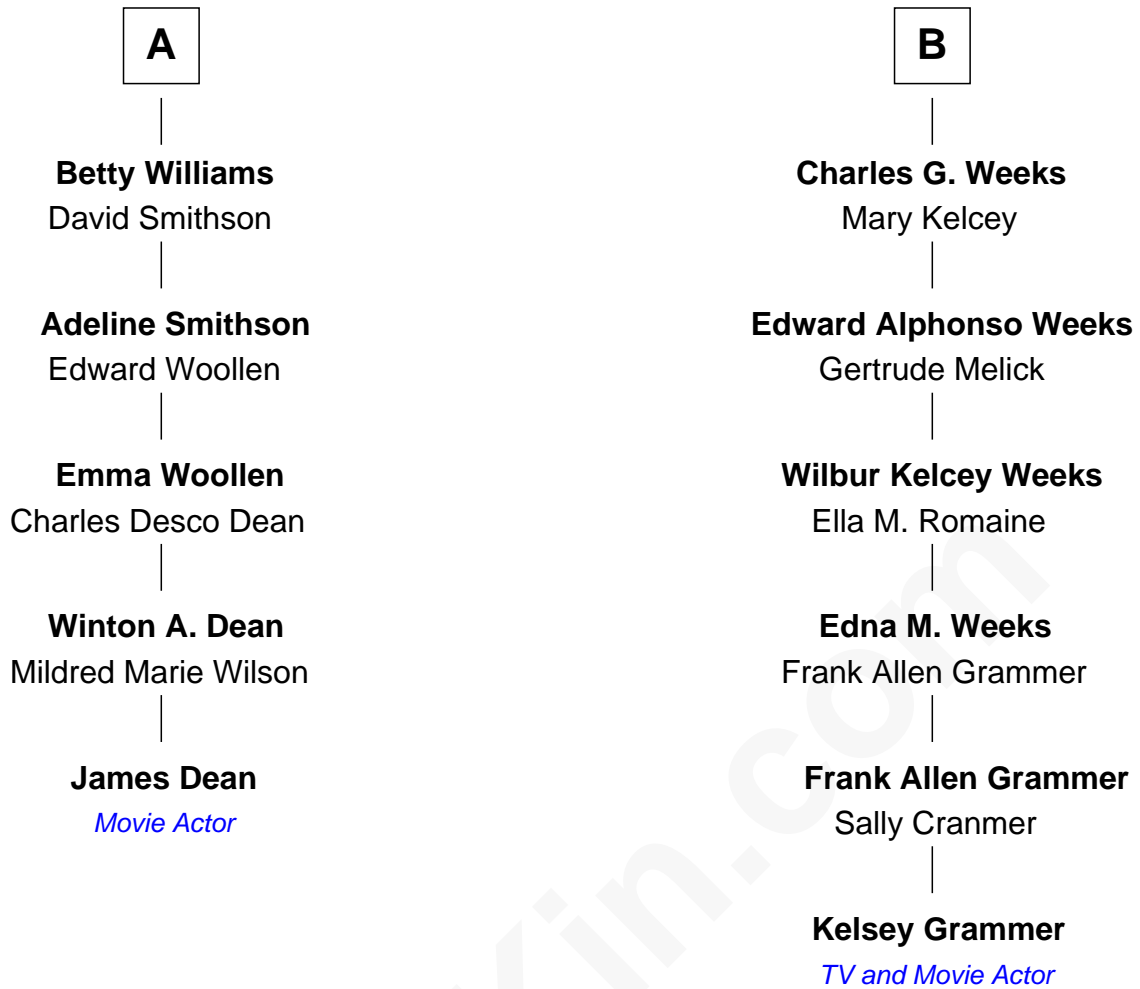 A
B
Betty Williams
David Smithson
Charles G. Weeks
Mary Kelcey
Adeline Smithson
Edward Woollen
Edward Alphonso Weeks
Gertrude Melick
Emma Woollen
Charles Desco Dean
Wilbur Kelcey Weeks
Ella M. Romaine
Winton A. Dean
Mildred Marie Wilson
Edna M. Weeks
Frank Allen Grammer
James Dean
Movie Actor
Frank Allen Grammer
Sally Cranmer
Kelsey Grammer
TV and Movie Actor
Kin.com